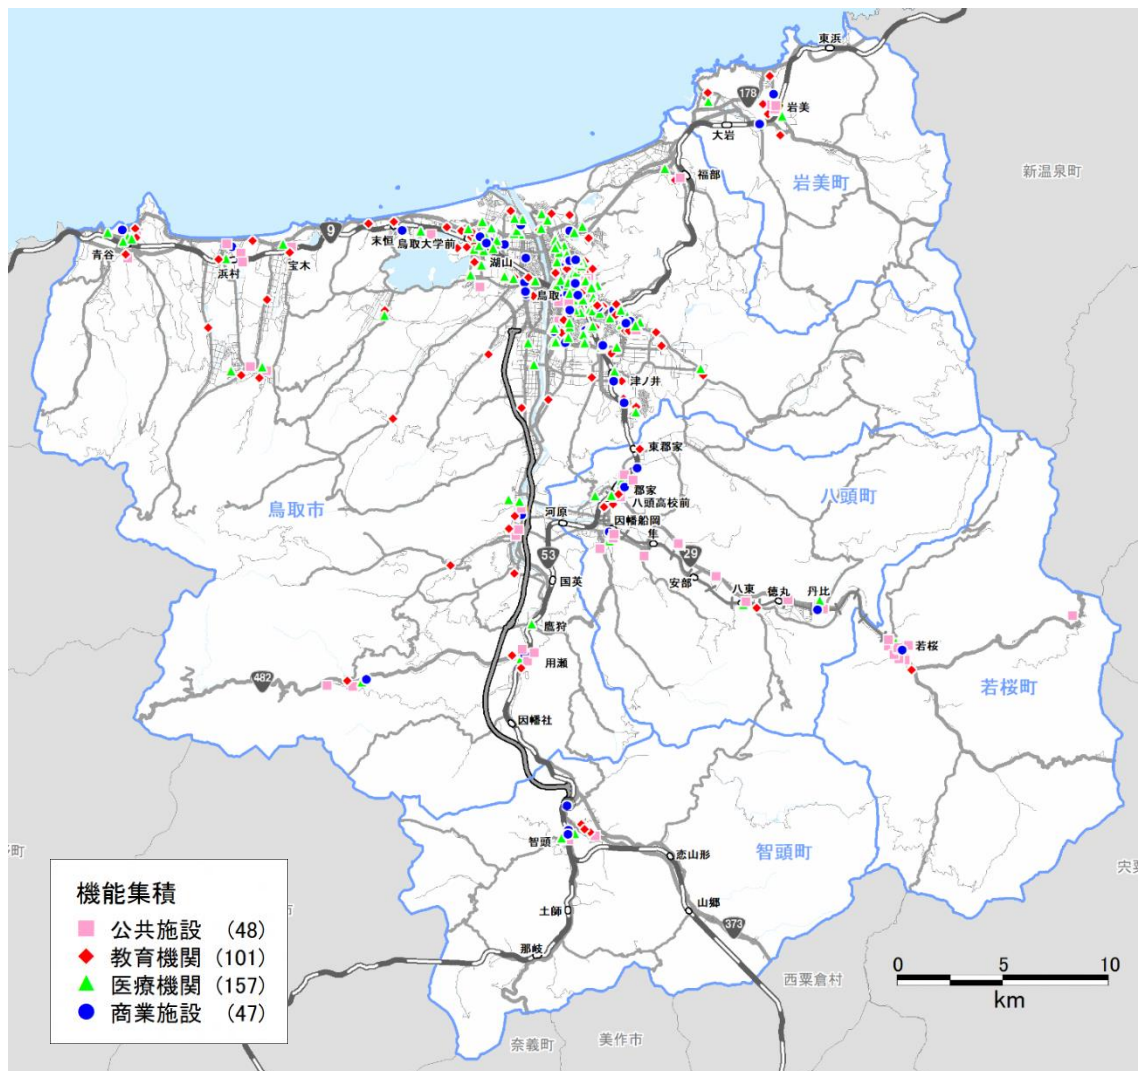 東浜
178
岩美
大岩
新温泉町
福部
岩美町
9
末恒
鳥取大学前
青谷
浜村
宝木
湖山
鳥取
津ノ井
東郡家
郡家
八頭町
八頭高校前
鳥取市
河原
因幡船岡
隼
53
29
国英
安部
八東
徳丸
丹比
鷹狩
若桜
用瀬
482
若桜町
因幡社
智頭
恋山形
智頭町
土師
山郷
373
那岐
西粟倉村
美作市
奈義町
機能集積
公共施設 (48)
教育機関 (101)
医療機関 (157)
商業施設 (47)
0 5 10
km